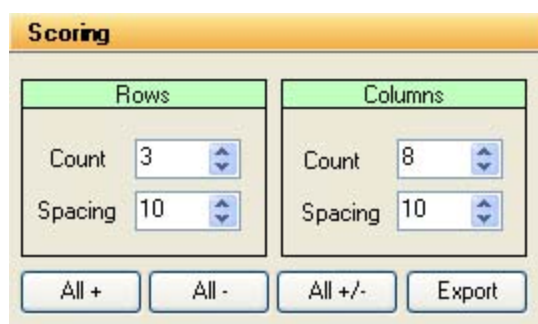 Scoring
Rows
Columns
Count 3
Count 8
Spacing 10
Spacing 10
All +
All -
All +/-
Export